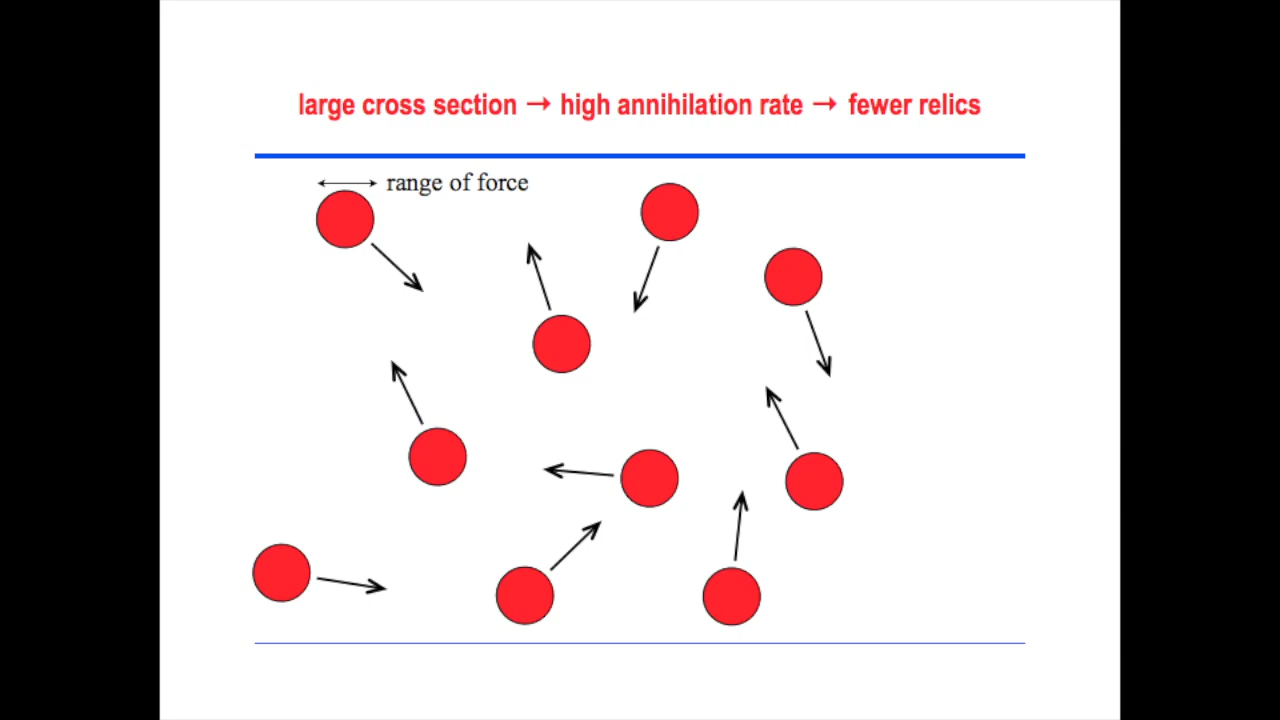 large cross section → high annihilation rate → fewer relics
range of force